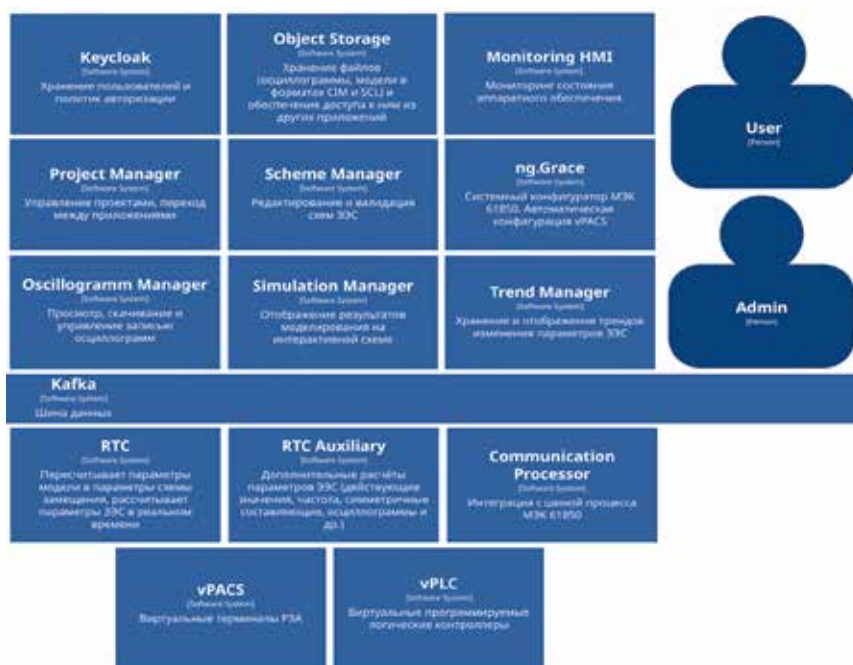 Keycloak
[Software System]
Хранение пользователей и
политик авторизации
Object Storage
[Software System]
Хранение файлов
(осциллограммы, модели в
форматах CIM и SCL) и
обеспечение доступа к ним из
других приложений
Monitoring HMI
[Software System]
Мониторинг состояния
аппаратного обеспечения
User
[Person]
Project Manager
[Software System]
Управление проектами, переход
между приложениями
Scheme Manager
[Software System]
Редактирование и валидация
схем ЭЭС
ng.Grace
[Software System]
Системный конфигуратор МЭК
61850. Автоматическая
конфигурация vPACS
Oscillogramm Manager
[Software System]
Просмотр, скачивание и
управление записью
осциллограмм
Simulation Manager
[Software System]
Отображение результатов
моделирования на
интерактивной схеме
Trend Manager
[Software System]
Хранение и отображение трендов
изменения параметров ЭЭС
Admin
[Person]
Kafka
[Software System]
Шина данных
RTC
[Software System]
Пересчитывает параметры
модели в параметры схемы
замещения, рассчитывает
параметры ЭЭС в реальном
времени
RTC Auxiliary
[Software System]
Дополнительные расчёты
параметров ЭЭС (действующие
значения, частота, симметричные
составляющие, осциллограммы и
др.)
Communication
Processor
[Software System]
Интеграция с шиной процесса
МЭК 61850
vPACS
[Software System]
Виртуальные терминалы РЗА
vPLC
[Software System]
Виртуальные программируемые
логические контроллеры